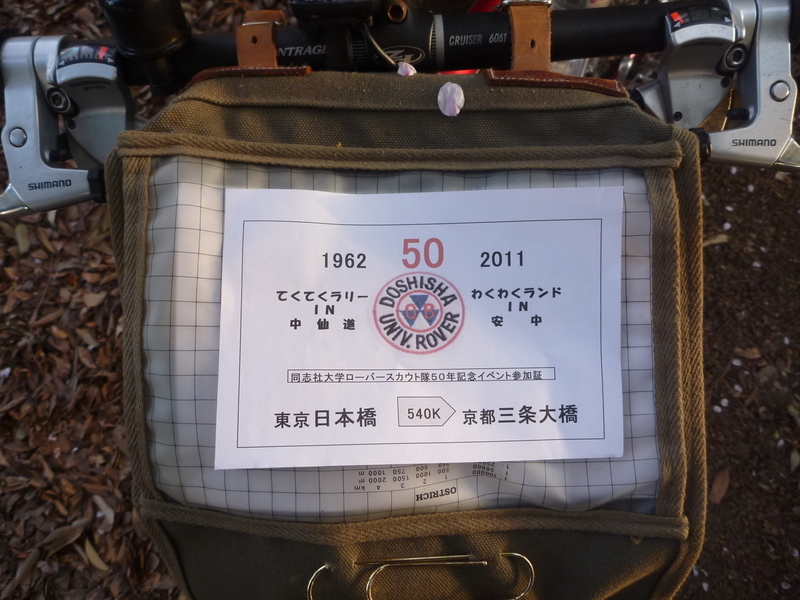 NTRAGE
CRUISER 6061
SHIMANO
SHIMANO
1962 50 2011
てくてくラリー
IN
中仙道
DOSHISHA
OB
UNIV. ROVER
わくわくランド
IN
安中
同志社大学ローバースカウト隊50年記念イベント参加証
東京日本橋 540K 京都三条大橋
OSTRICH